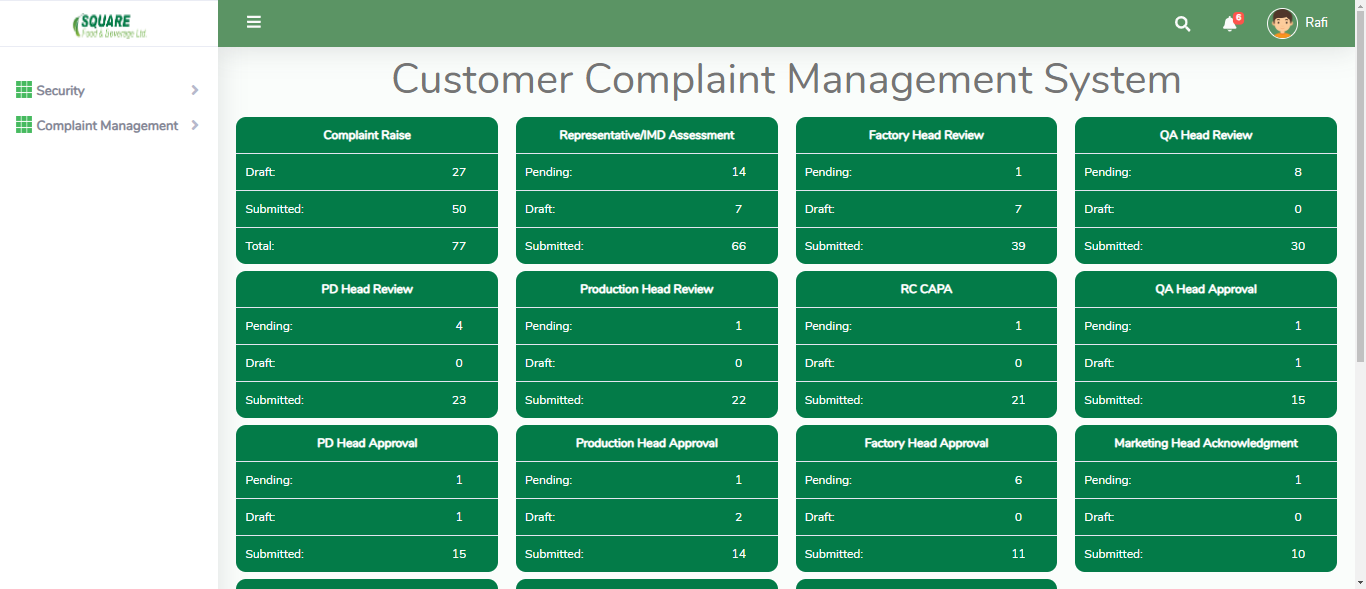 SQUARE
Food & Beverage Ltd.
6
Rafi
Security
Complaint Management
Customer Complaint Management System
Complaint Raise
Draft: 27
Submitted: 50
Total: 77
Representative/IMD Assessment
Pending: 14
Draft: 7
Submitted: 66
Factory Head Review
Pending: 1
Draft: 7
Submitted: 39
QA Head Review
Pending: 8
Draft: 0
Submitted: 30
PD Head Review
Pending: 4
Draft: 0
Submitted: 23
Production Head Review
Pending: 1
Draft: 0
Submitted: 22
RC CAPA
Pending: 1
Draft: 0
Submitted: 21
QA Head Approval
Pending: 1
Draft: 1
Submitted: 15
PD Head Approval
Pending: 1
Draft: 1
Submitted: 15
Production Head Approval
Pending: 1
Draft: 2
Submitted: 14
Factory Head Approval
Pending: 6
Draft: 0
Submitted: 11
Marketing Head Acknowledgment
Pending: 1
Draft: 0
Submitted: 10